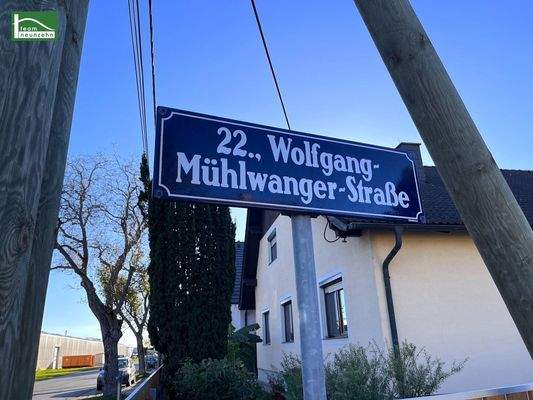 team
neunzehn
22., Wolfgang-
Mühlwanger-Straße